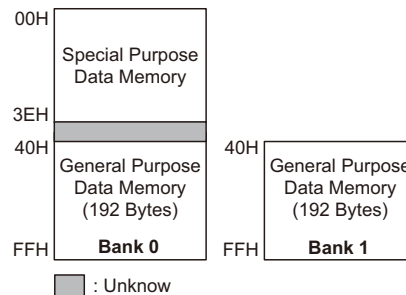 00H
Special Purpose
Data Memory
3EH
40H
General Purpose
Data Memory
(192 Bytes)
FFH
Bank 0
40H
General Purpose
Data Memory
(192 Bytes)
FFH
Bank 1
: Unknow